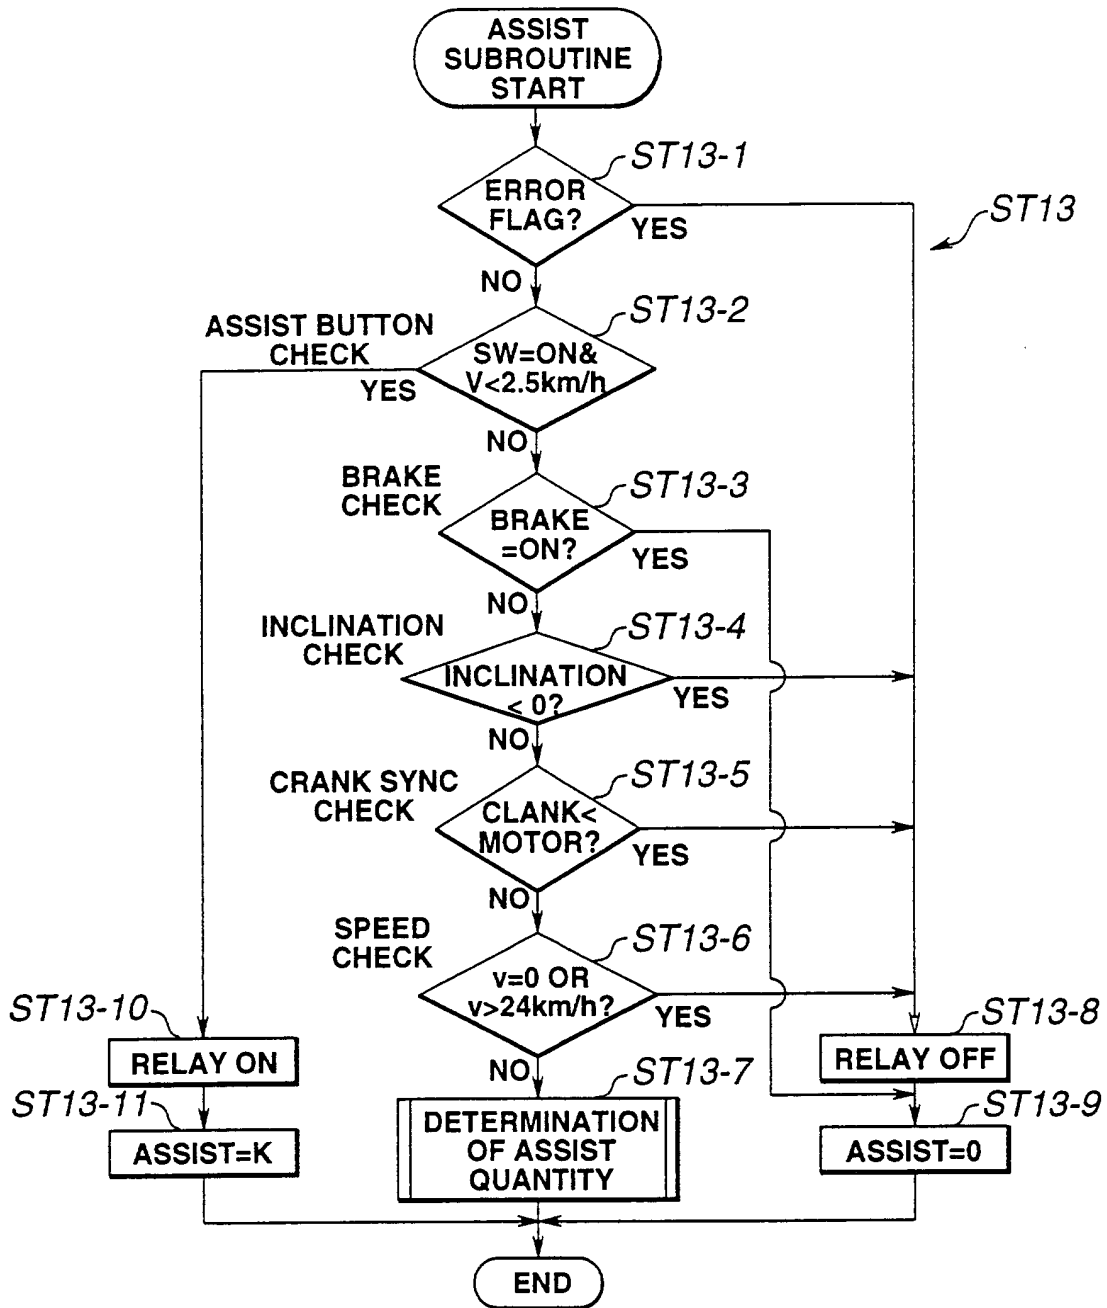 ASSIST
SUBROUTINE
START
ST13-1
ERROR
FLAG?
YES
ST13
NO
ST13-2
ASSIST BUTTON
CHECK
SW=ON&
V<2.5km/h
YES
NO
BRAKE
CHECK
ST13-3
BRAKE
=ON?
YES
NO
INCLINATION
CHECK
ST13-4
INCLINATION
< 0?
YES
NO
CRANK SYNC
CHECK
ST13-5
CLANK<
MOTOR?
YES
NO
SPEED
CHECK
ST13-6
v=0 OR
v>24km/h?
YES
NO
ST13-10
RELAY ON
ST13-8
RELAY OFF
ST13-7
DETERMINATION
OF ASSIST
QUANTITY
ST13-11
ASSIST=K
ST13-9
ASSIST=0
END